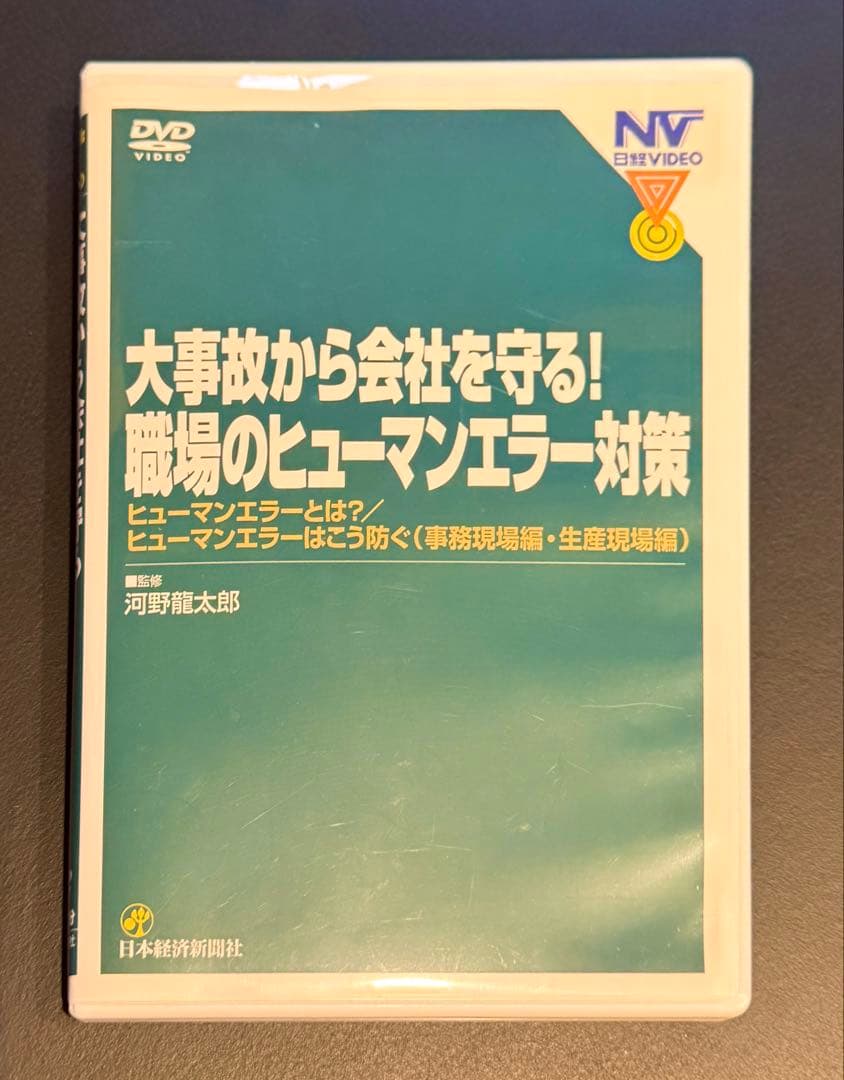 DVD
VIDEO
NV
日経VIDEO
大事故から会社を守る!
職場のヒューマンエラー対策
ヒューマンエラーとは?/
ヒューマンエラーはこう防ぐ(事務現場編・生産現場編)
■監修
河野龍太郎
日本経済新聞社